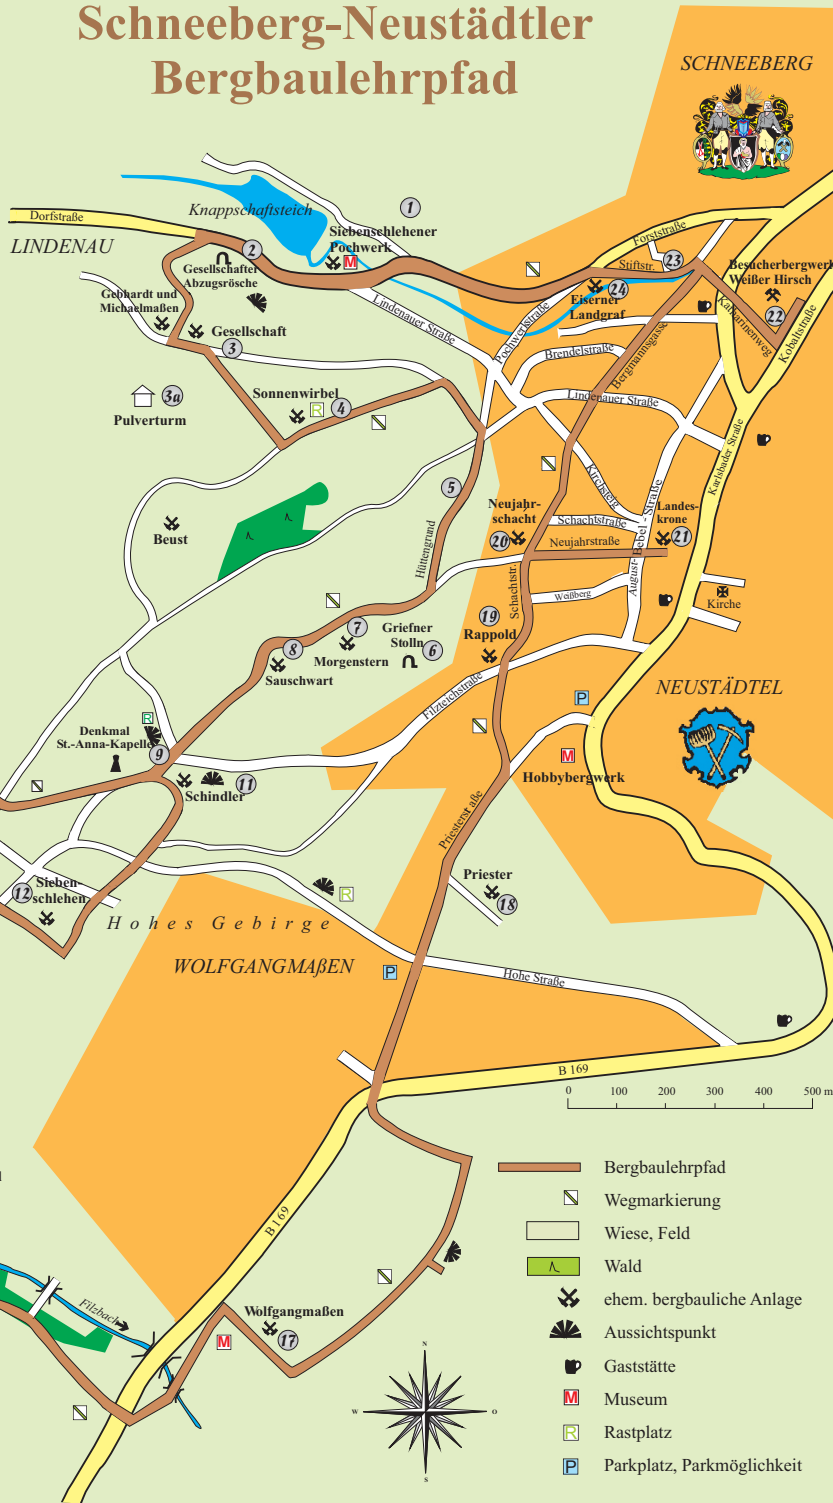 Schneeberg-Neustädtler
Bergbaulehrpfad
SCHNEEBERG
1
Knappschaftsteich
Dorfstraße
LINDENAU
2
Siebenschlehener
Pochwerk
M
Forststraße
Stiftstr.
23
Gesellschafter
Abzugsrösche
Besucherbergwerk
Weißer Hirsch
24
Eiserner
Landgraf
22
Gebhardt und
Michaelmaßen
Gesellschaft
3
Lindenauer Straße
Pochwerkstraße
Brendelstraße
Bergmannsgasse
Katharinenweg
Kobaltstraße
3a
Pulverturm
Sonnenwirbel
R
4
Lindenauer Straße
Karlsbader Straße
5
Kirchsteig
Beust
Hüttengrund
Neujahr-
schacht
20
Schachtstraße
Neujahrstraße
August-Bebel-Straße
Landes-
krone
21
Schachtstr.
Weißberg
Kirche
7
Griefner
Stolln
6
19
Rappold
8
Morgenstern
Sauschwart
Filzteichstraße
NEUSTÄDTEL
P
R
Denkmal
St.-Anna-Kapelle
9
M
Hobbybergwerk
Schindler
11
Priesterstraße
Sieben-
schlehen
12
R
Priester
18
Hohes Gebirge
WOLFGANGMAßEN
P
Hohe Straße
B 169
0 100 200 300 400 500 m
B 169
Filzbach
Wolfgangmaßen
17
M
N
W
O
S
Bergbaulehrpfad
Wegmarkierung
Wiese, Feld
Wald
ehem. bergbauliche Anlage
Aussichtspunkt
Gaststätte
M Museum
R Rastplatz
P Parkplatz, Parkmöglichkeit